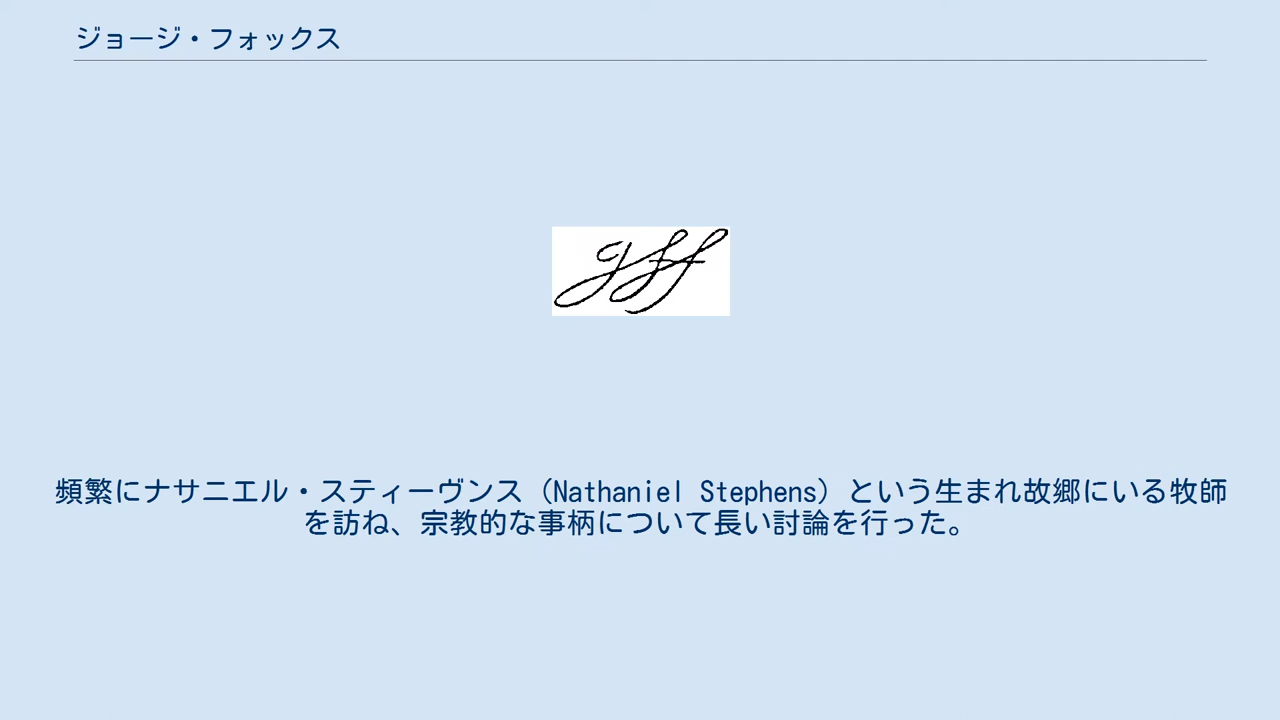 ジョージ・フォックス
gff
頻繁にナサニエル・スティーヴンス（Nathaniel Stephens）という生まれ故郷にいる牧師
を訪ね、宗教的な事柄について長い討論を行った。